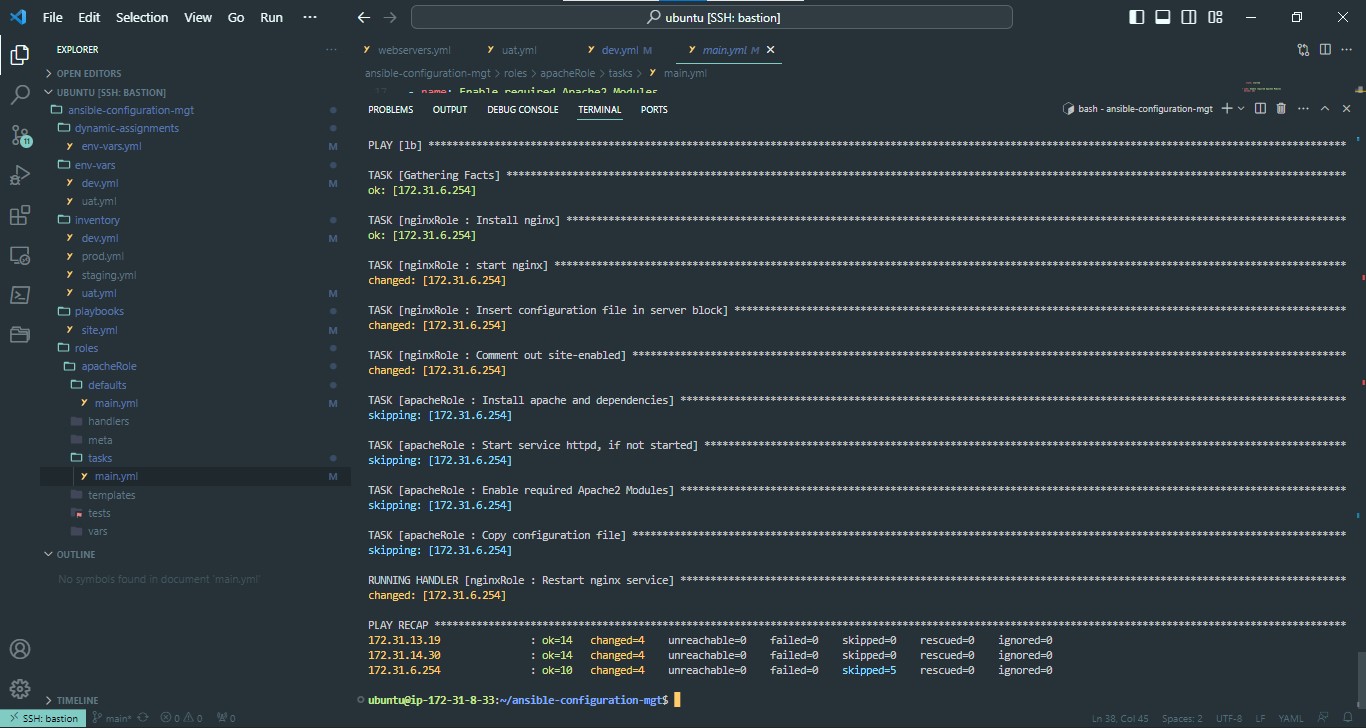 File Edit Selection View Go Run ··· ubuntu [SSH: bastion]
EXPLORER ···
OPEN EDITORS
UBUNTU [SSH: BASTION]
ansible-configuration-mgt
dynamic-assignments
env-vars.yml M
env-vars
dev.yml M
uat.yml
inventory
dev.yml M
prod.yml
staging.yml
uat.yml M
playbooks
site.yml M
roles
apacheRole
defaults
main.yml M
handlers
meta
tasks
main.yml M
templates
tests
vars
OUTLINE
No symbols found in document 'main.yml'
TIMELINE
webservers.yml uat.yml dev.yml M main.yml M
ansible-configuration-mgt > roles > apacheRole > tasks > main.yml
- name: Enable required Apache2 Modules
PROBLEMS OUTPUT DEBUG CONSOLE TERMINAL PORTS bash - ansible-configuration-mgt
PLAY [lb] *********************************************************************************************************************************************************
TASK [Gathering Facts] ********************************************************************************************************************************************
ok: [172.31.6.254]
TASK [nginxRole : Install nginx] **********************************************************************************************************************************
ok: [172.31.6.254]
TASK [nginxRole : start nginx] ************************************************************************************************************************************
changed: [172.31.6.254]
TASK [nginxRole : Insert configuration file in server block] ******************************************************************************************************
changed: [172.31.6.254]
TASK [nginxRole : Comment out site-enabled] ***********************************************************************************************************************
changed: [172.31.6.254]
TASK [apacheRole : Install apache and dependencies] ***************************************************************************************************************
skipping: [172.31.6.254]
TASK [apacheRole : Start service httpd, if not started] ***********************************************************************************************************
skipping: [172.31.6.254]
TASK [apacheRole : Enable required Apache2 Modules] ***************************************************************************************************************
skipping: [172.31.6.254]
TASK [apacheRole : Copy configuration file] ***********************************************************************************************************************
skipping: [172.31.6.254]
RUNNING HANDLER [nginxRole : Restart nginx service] ***************************************************************************************************************
changed: [172.31.6.254]
PLAY RECAP ********************************************************************************************************************************************************
172.31.13.19 : ok=14 changed=4 unreachable=0 failed=0 skipped=0 rescued=0 ignored=0
172.31.14.30 : ok=14 changed=4 unreachable=0 failed=0 skipped=0 rescued=0 ignored=0
172.31.6.254 : ok=10 changed=4 unreachable=0 failed=0 skipped=5 rescued=0 ignored=0
ubuntu@ip-172-31-8-33:~/ansible-configuration-mgt$
11
SSH: bastion main* 0 0 0 Ln 38, Col 45 Spaces: 2 UTF-8 LF YAML